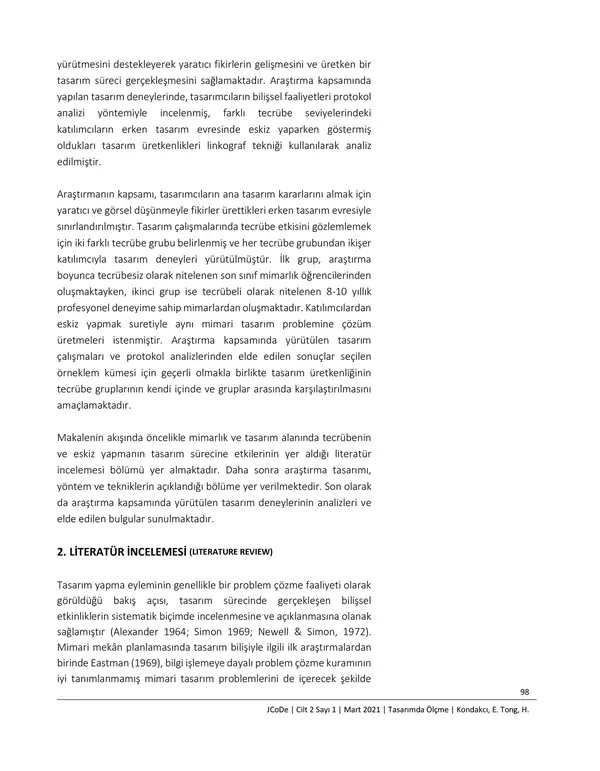 yürütmesini destekleyerek yaratıcı fikirlerin gelişmesini ve üretken bir
tasarım süreci gerçekleşmesini sağlamaktadır. Araştırma kapsamında
yapılan tasarım deneylerinde, tasarımcıların bilişsel faaliyetleri protokol
analizi yöntemiyle incelenmiş, farklı tecrübe seviyelerindeki
katılımcıların erken tasarım evresinde eskiz yaparken göstermiş
oldukları tasarım üretkenlikleri linkograf tekniği kullanılarak analiz
edilmiştir.
Araştırmanın kapsamı, tasarımcıların ana tasarım kararlarını almak için
yaratıcı ve görsel düşünmeyle fikirler ürettikleri erken tasarım evresiyle
sınırlandırılmıştır. Tasarım çalışmalarında tecrübe etkisini gözlemlemek
için iki farklı tecrübe grubu belirlenmiş ve her tecrübe grubundan ikişer
katılımcıyla tasarım deneyleri yürütülmüştür. İlk grup, araştırma
boyunca tecrübesiz olarak nitelenen son sınıf mimarlık öğrencilerinden
oluşmaktayken, ikinci grup ise tecrübeli olarak nitelenen 8-10 yıllık
profesyonel deneyime sahip mimarlardan oluşmaktadır. Katılımcılardan
eskiz yapmak suretiyle aynı mimari tasarım problemine çözüm
üretmeleri istenmiştir. Araştırma kapsamında yürütülen tasarım
çalışmaları ve protokol analizlerinden elde edilen sonuçlar seçilen
örneklem kümesi için geçerli olmakla birlikte tasarım üretkenliğinin
tecrübe gruplarının kendi içinde ve gruplar arasında karşılaştırılmasını
amaçlamaktadır.
Makalenin akışında öncelikle mimarlık ve tasarım alanında tecrübenin
ve eskiz yapmanın tasarım sürecine etkilerinin yer aldığı literatür
incelemesi bölümü yer almaktadır. Daha sonra araştırma tasarımı,
yöntem ve tekniklerin açıklandığı bölüme yer verilmektedir. Son olarak
da araştırma kapsamında yürütülen tasarım deneylerinin analizleri ve
elde edilen bulgular sunulmaktadır.
2. LİTERATÜR İNCELEMESİ (LITERATURE REVIEW)
Tasarım yapma eyleminin genellikle bir problem çözme faaliyeti olarak
görüldüğü bakış açısı, tasarım sürecinde gerçekleşen bilişsel
etkinliklerin sistematik biçimde incelenmesine ve açıklanmasına olanak
sağlamıştır (Alexander 1964; Simon 1969; Newell & Simon, 1972).
Mimari mekân planlamasında tasarım bilişiyle ilgili ilk araştırmalardan
birinde Eastman (1969), bilgi işlemeye dayalı problem çözme kuramının
iyi tanımlanmamış mimari tasarım problemlerini de içerecek şekilde
98
JCoDe | Cilt 2 Sayı 1 | Mart 2021 | Tasarımda Ölçme | Kondakcı, E. Tong, H.